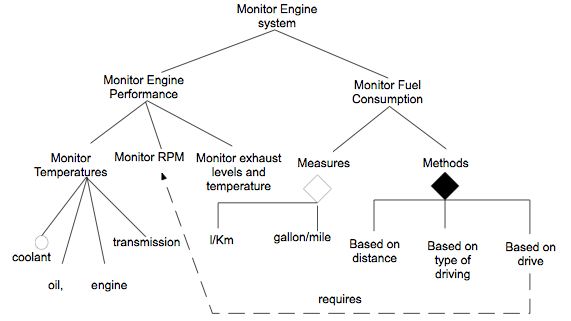 Monitor Engine
system
Monitor Engine
Performance
Monitor Fuel
Consumption
Monitor
Temperatures
Monitor RPM
Monitor exhaust
levels and
temperature
Measures
Methods
coolant
oil,
engine
transmission
l/Km
gallon/mile
Based on
distance
Based on
type of
driving
Based on
drive
requires